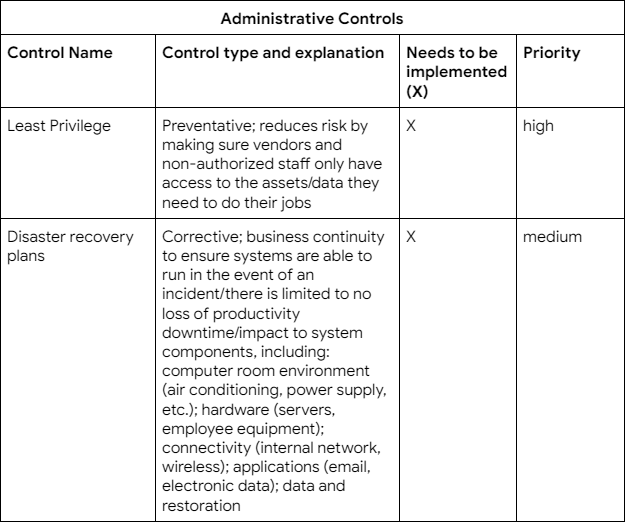 Administrative Controls
Control Name
Control type and explanation
Needs to be
implemented
(X)
Priority
Least Privilege
Preventative; reduces risk by
making sure vendors and
non-authorized staff only have
access to the assets/data they
need to do their jobs
X
high
Disaster recovery
plans
Corrective; business continuity
to ensure systems are able to
run in the event of an
incident/there is limited to no
loss of productivity
downtime/impact to system
components, including:
computer room environment
(air conditioning, power supply,
etc.); hardware (servers,
employee equipment);
connectivity (internal network,
wireless); applications (email,
electronic data); data and
restoration
X
medium